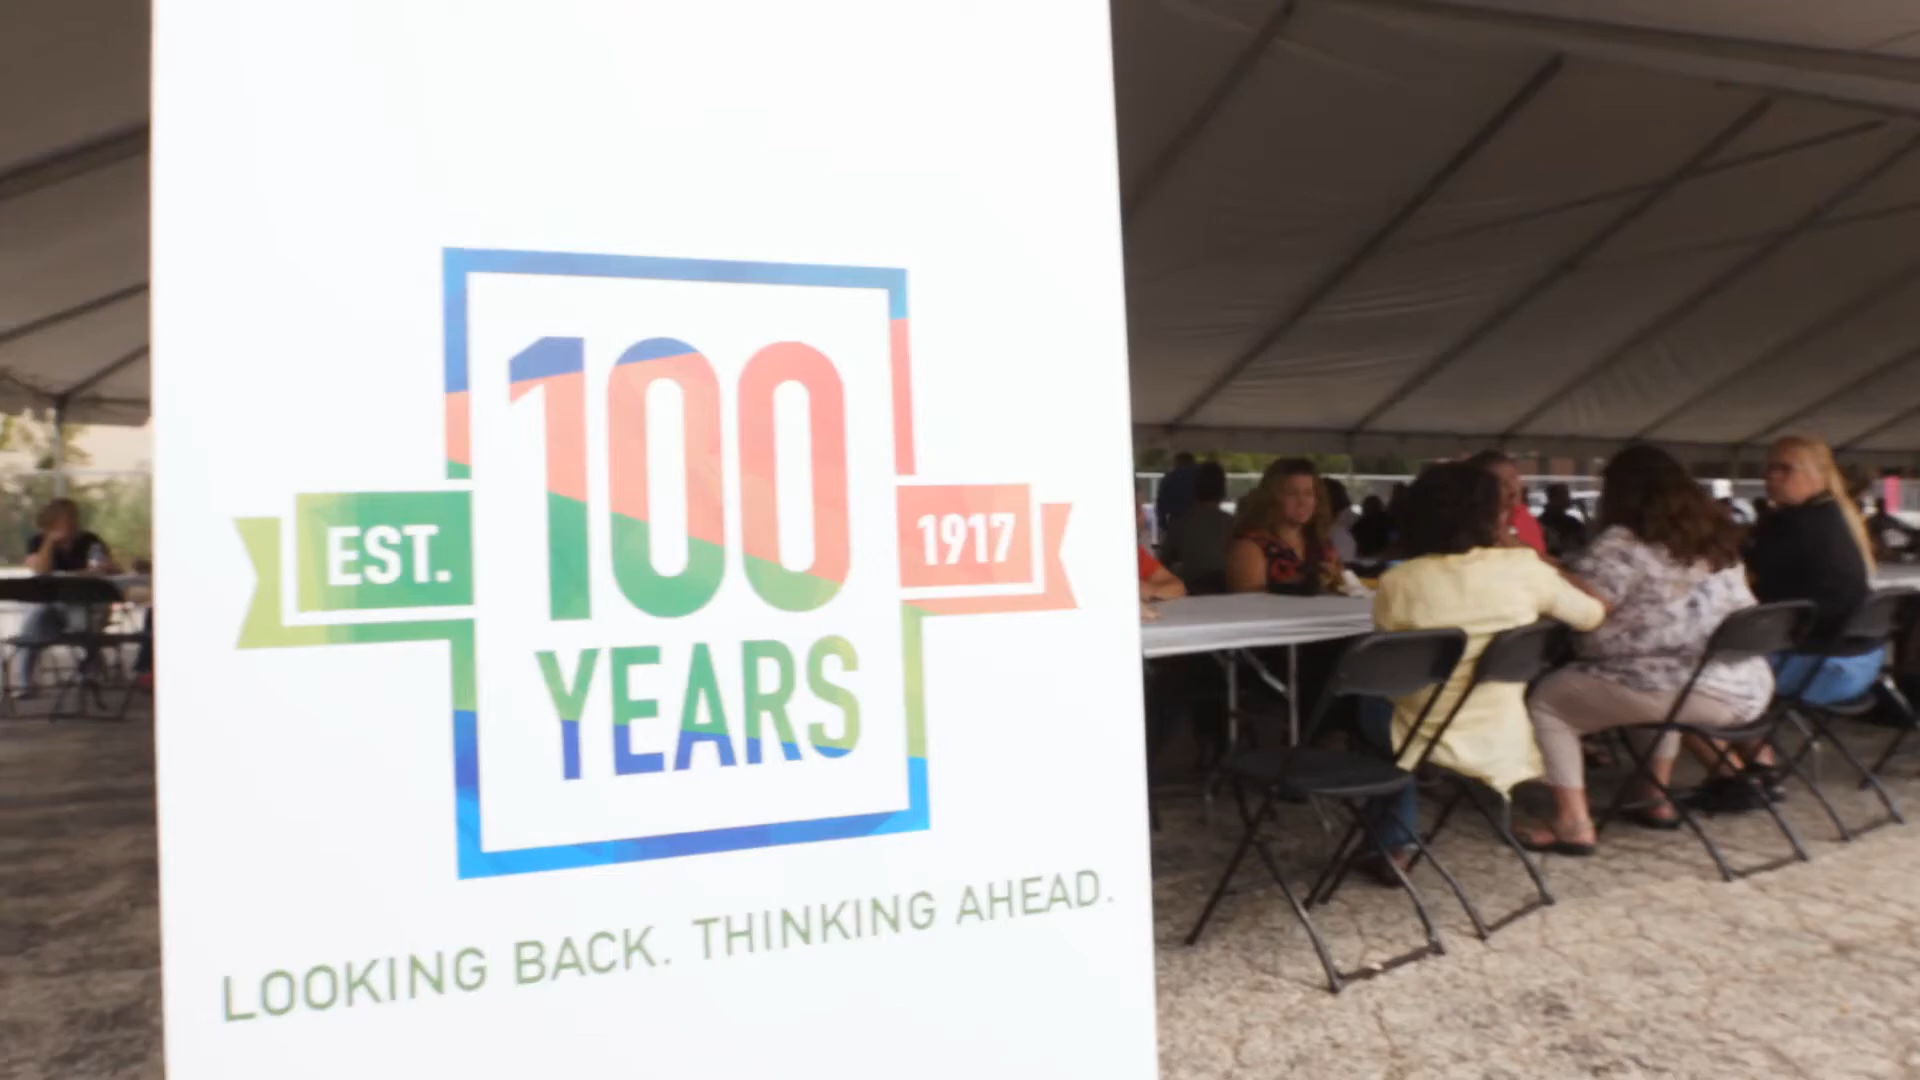 100
EST.
1917
YEARS
LOOKING BACK. THINKING AHEAD.